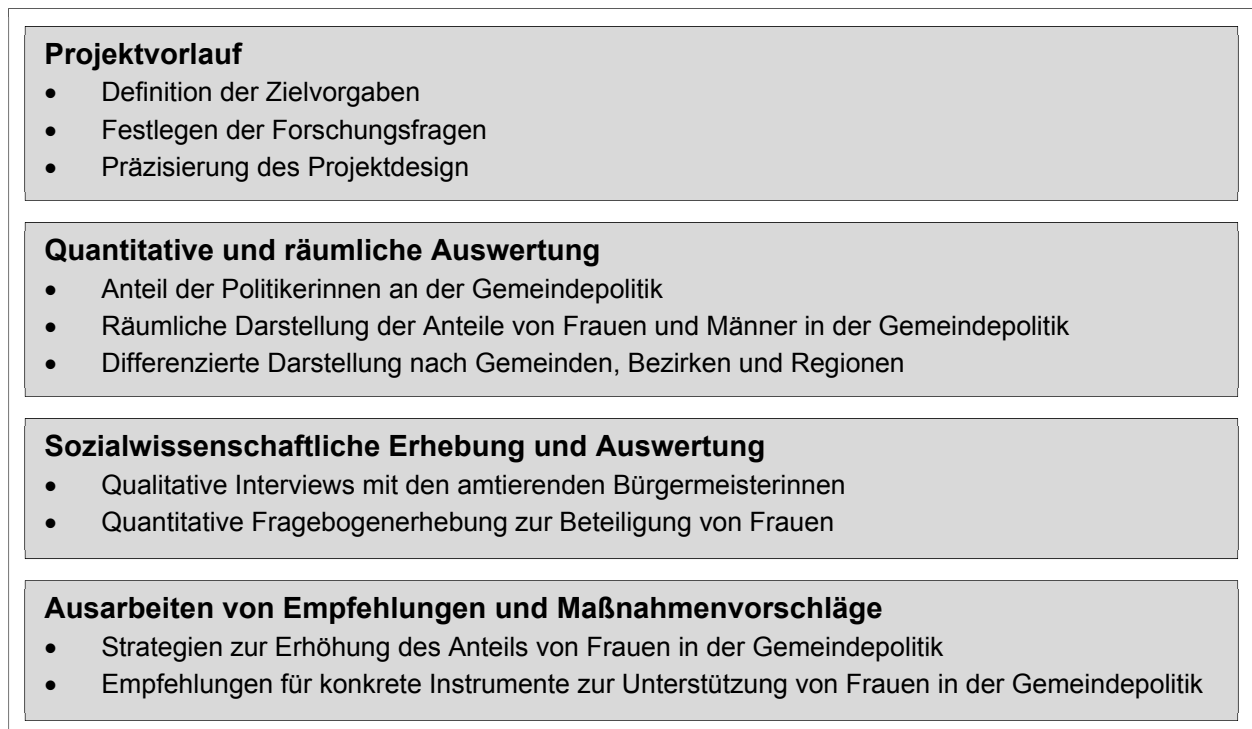 Projektvorlauf
• Definition der Zielvorgaben
• Festlegen der Forschungsfragen
• Präzisierung des Projektdesign
Quantitative und räumliche Auswertung
• Anteil der Politikerinnen an der Gemeindepolitik
• Räumliche Darstellung der Anteile von Frauen und Männer in der Gemeindepolitik
• Differenzierte Darstellung nach Gemeinden, Bezirken und Regionen
Sozialwissenschaftliche Erhebung und Auswertung
• Qualitative Interviews mit den amtierenden Bürgermeisterinnen
• Quantitative Fragebogenerhebung zur Beteiligung von Frauen
Ausarbeiten von Empfehlungen und Maßnahmenvorschläge
• Strategien zur Erhöhung des Anteils von Frauen in der Gemeindepolitik
• Empfehlungen für konkrete Instrumente zur Unterstützung von Frauen in der Gemeindepolitik